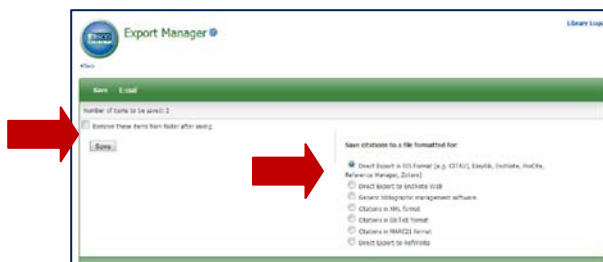 Export Manager
Library Logo
Save E-mail
Number of items to be saved: 2
Remove these items from folder after saving
Save
Save citations to a file formatted for:
Direct Export in RIS Format (e.g. CITAVI, EasyBib, EndNote, ProCite,
Reference Manager, Zotero)
Direct Export to EndNote Web
Generic bibliographic management software
Citations in XML format
Citations in BibTeX format
Citations in MARC21 format
Direct Export to RefWorks